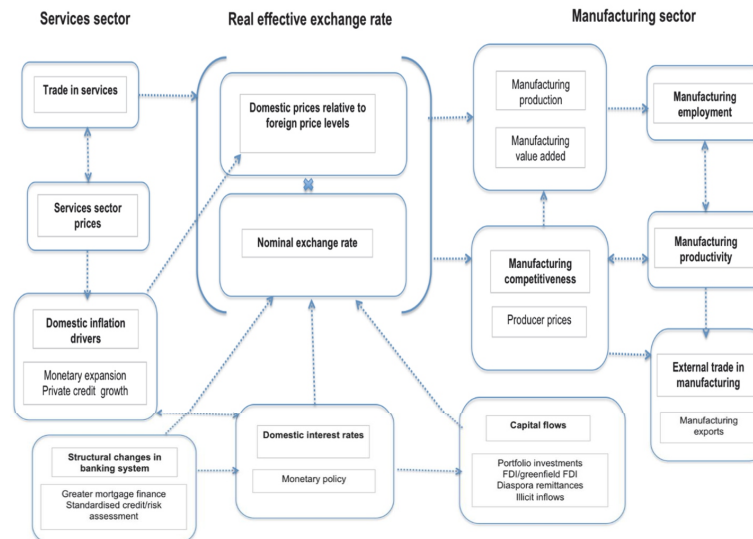 Services sector
Real effective exchange rate
Manufacturing sector
Trade in services
Services sector
prices
Domestic inflation
drivers
Monetary expansion
Private credit growth
Structural changes in
banking system
Greater mortgage finance
Standardised credit/risk
assessment
Domestic prices relative to
foreign price levels
Nominal exchange rate
Domestic interest rates
Monetary policy
Manufacturing
production
Manufacturing
value added
Manufacturing
competitiveness
Producer prices
Capital flows
Portfolio investments
FDI/greenfield FDI
Diaspora remittances
Illicit inflows
Manufacturing
employment
Manufacturing
productivity
External trade in
manufacturing
Manufacturing
exports